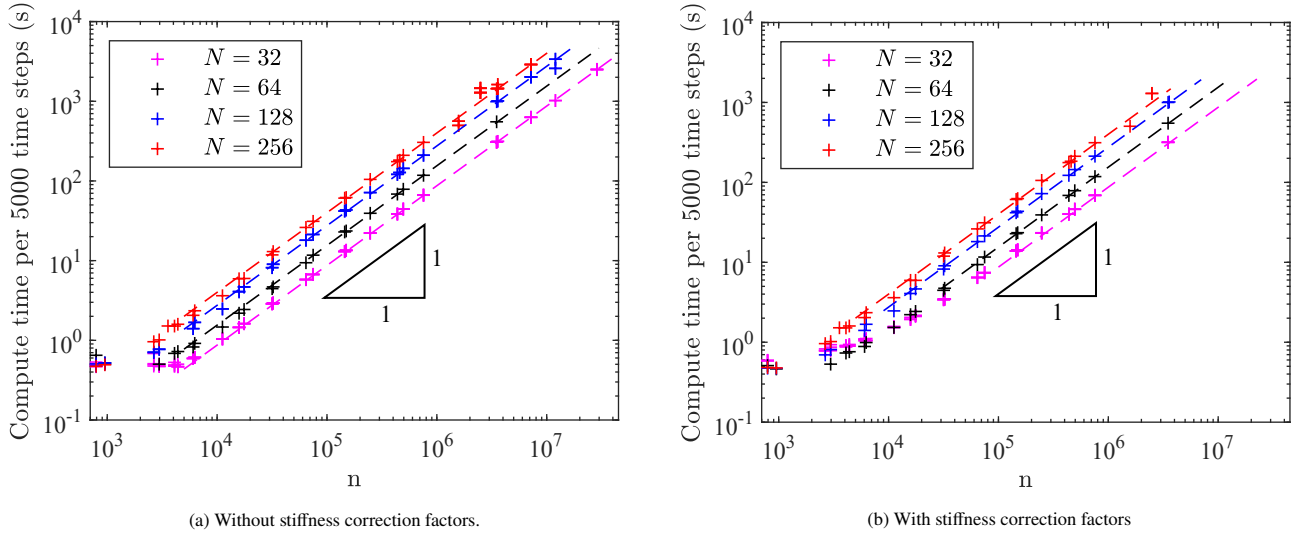 Compute time per 5000 time steps (s)
10^4
10^3
10^2
10^1
10^0
10^-1
N = 32
N = 64
N = 128
N = 256
1
1
10^3 10^4 10^5 10^6 10^7
n
(a) Without stiffness correction factors.
Compute time per 5000 time steps (s)
10^4
10^3
10^2
10^1
10^0
10^-1
N = 32
N = 64
N = 128
N = 256
1
1
10^3 10^4 10^5 10^6 10^7
n
(b) With stiffness correction factors